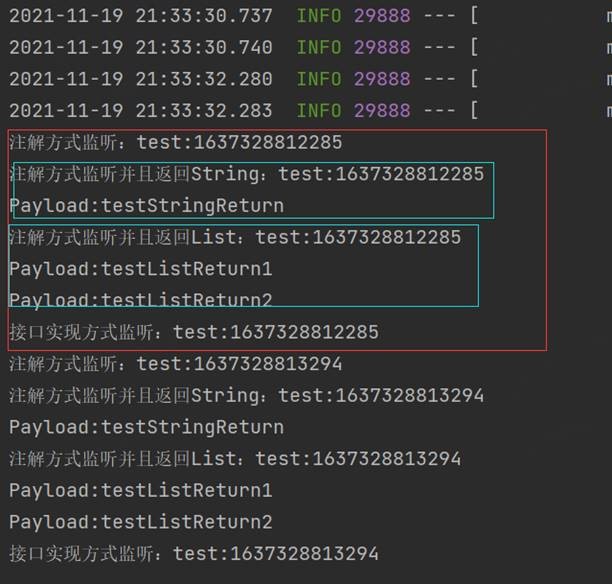 2021-11-19 21:33:30.737  INFO 29888 --- [
2021-11-19 21:33:30.740  INFO 29888 --- [
2021-11-19 21:33:32.280  INFO 29888 --- [
2021-11-19 21:33:32.283  INFO 29888 --- [
注解方式监听：test:1637328812285
注解方式监听并且返回String：test:1637328812285
Payload:testStringReturn
注解方式监听并且返回List：test:1637328812285
Payload:testListReturn1
Payload:testListReturn2
接口实现方式监听：test:1637328812285
注解方式监听：test:1637328813294
注解方式监听并且返回String：test:1637328813294
Payload:testStringReturn
注解方式监听并且返回List：test:1637328813294
Payload:testListReturn1
Payload:testListReturn2
接口实现方式监听：test:1637328813294